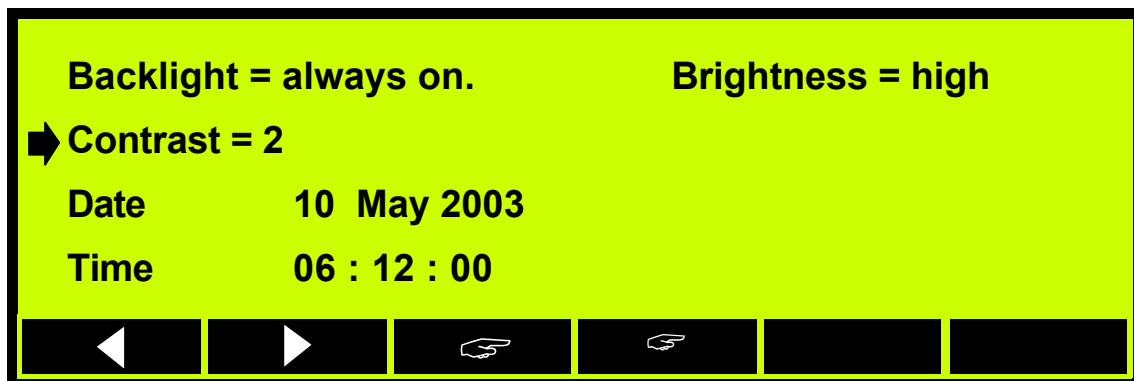 Backlight = always on. Brightness = high
Contrast = 2
Date 10 May 2003
Time 06 : 12 : 00